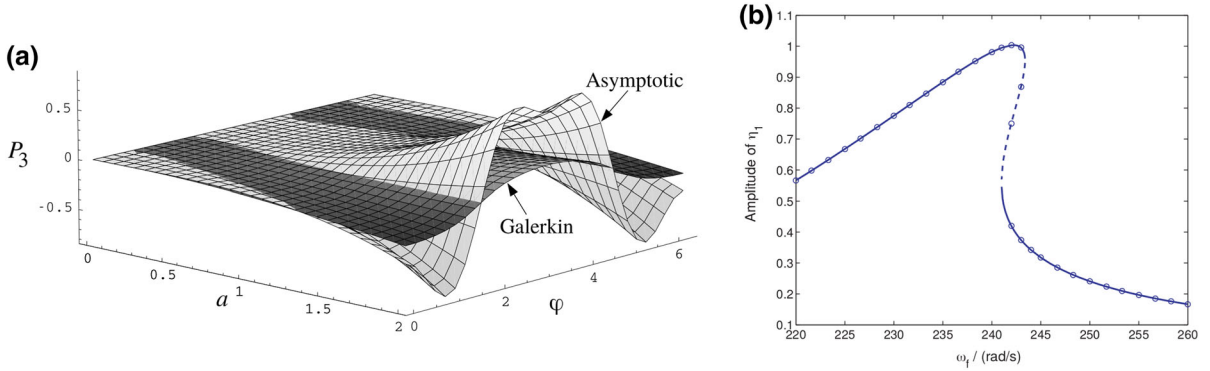 (a)
Asymptotic
Galerkin
P3
0.5
0
-0.5
0
0.5
1
1.5
2
a
0
2
4
6
φ
(b)
1.1
1
0.9
0.8
0.7
0.6
0.5
0.4
0.3
0.2
0.1
Amplitude of η1
220 225 230 235 240 245 250 255 260
ωf / (rad/s)